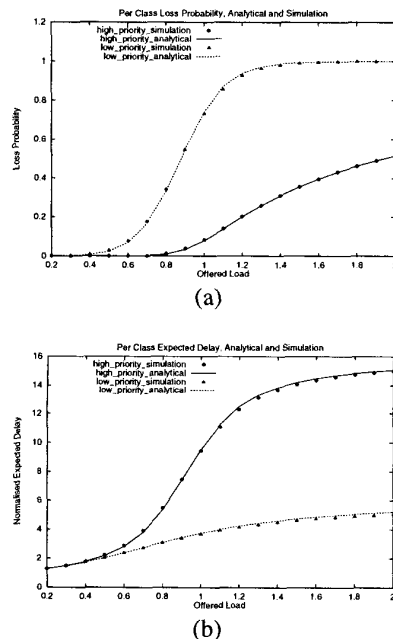 Per Class Loss Probability, Analytical and Simulation
high_priority_simulation
high_priority_analytical
low_priority_simulation
low_priority_analytical
1.2
1
0.8
0.6
0.4
0.2
0
Loss Probability
0.2 0.4 0.6 0.8 1 1.2 1.4 1.6 1.8 2
Offered Load
(a)
Per Class Expected Delay, Analytical and Simulation
high_priority_simulation
high_priority_analytical
low_priority_simulation
low_priority_analytical
16
14
12
10
8
6
4
2
0
Normalised Expected Delay
0.2 0.4 0.6 0.8 1 1.2 1.4 1.6 1.8 2
Offered Load
(b)